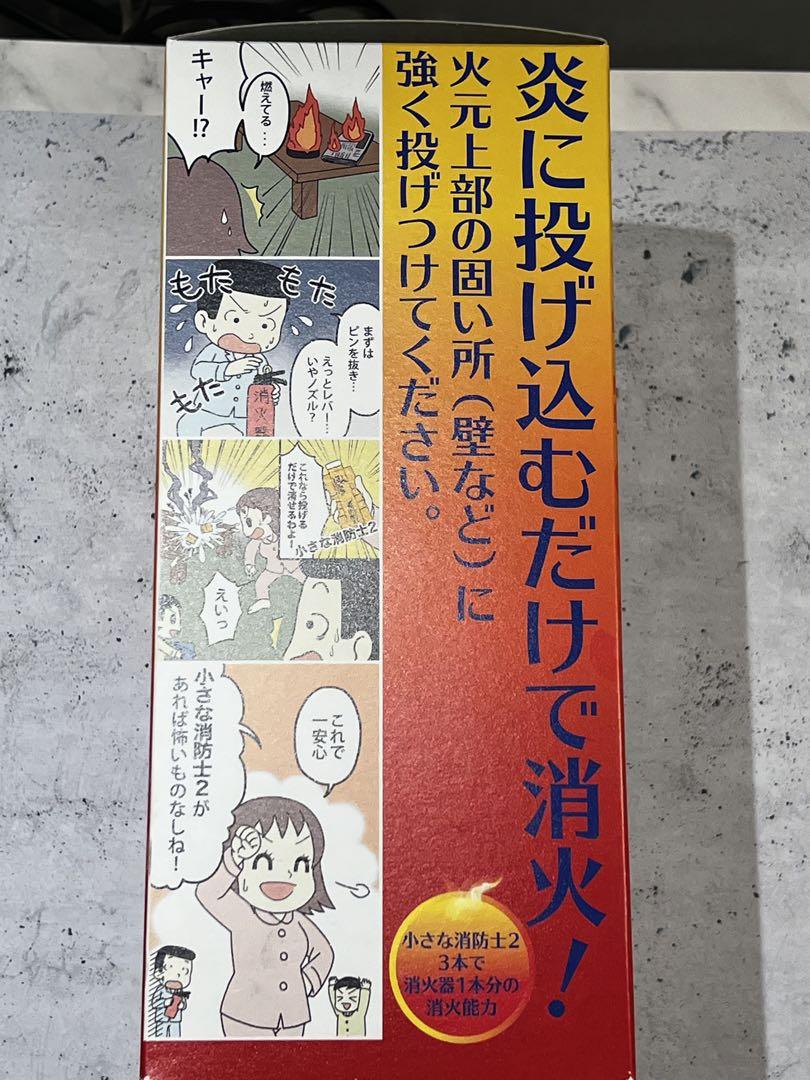 炎に投げ込むだけで消火！
火元上部の固い所（壁など）に
強く投げつけてください。
燃えてる…
キャー！？
もた
もた
もた
まずは
ピンを抜き…
えっとレバー！…
いやノズル？
消火器
これなら投げる
だけで消せるわよ！
小さな消防士2
えいっ
これで
一安心
小さな消防士2が
あれば怖いものなしね！
小さな消防士2
3本で
消火器1本分の
消火能力